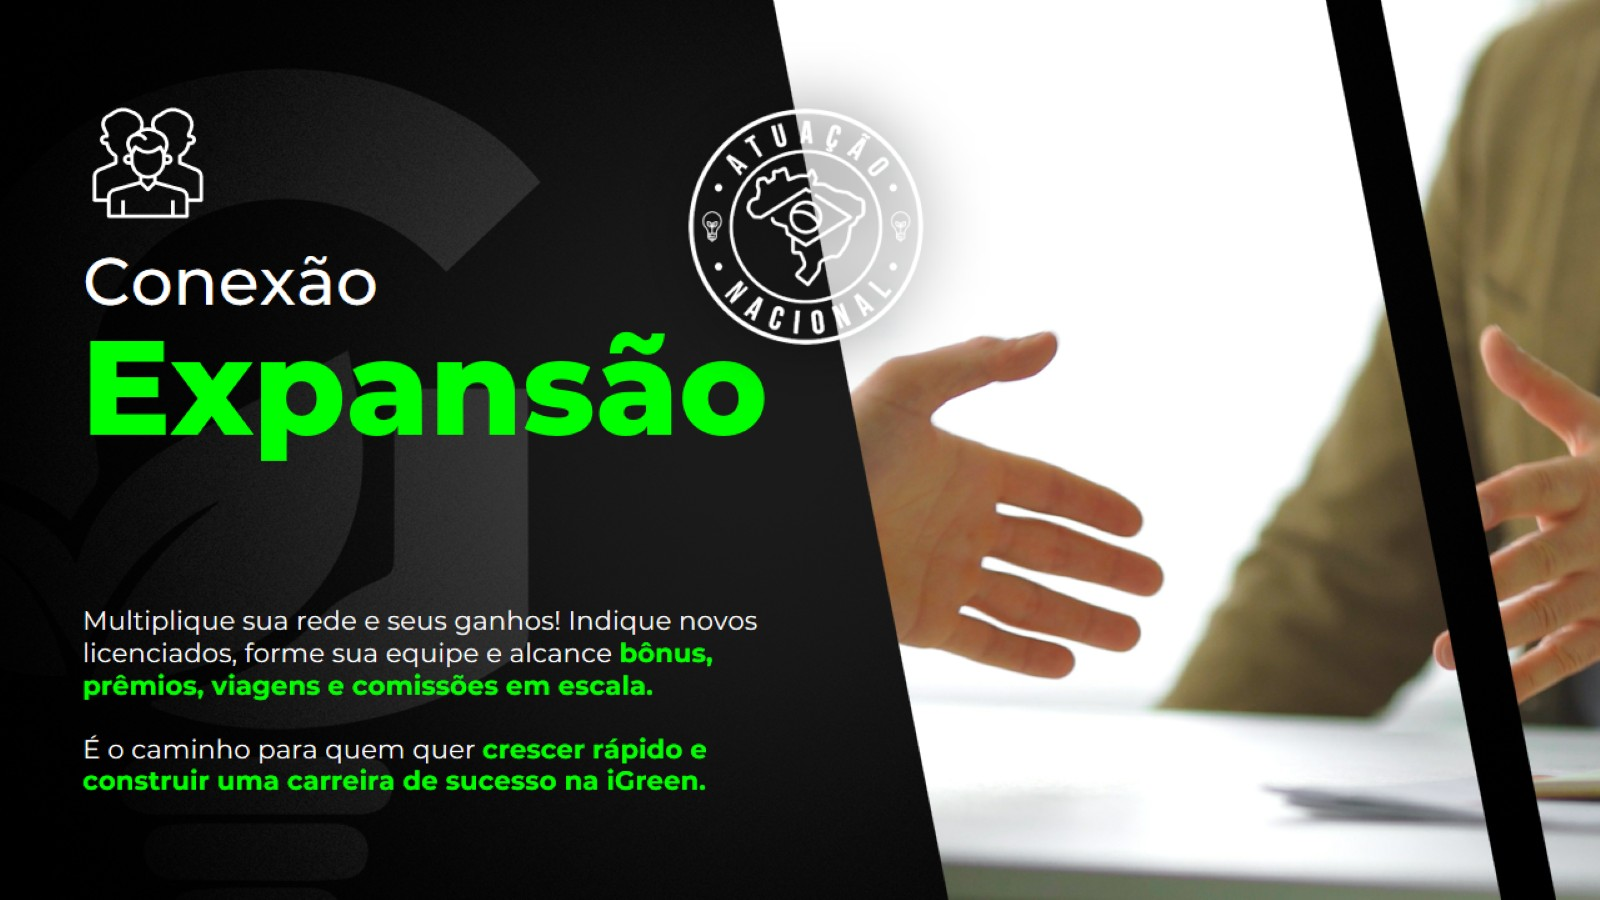 ATUAÇÃO
NACIONAL
Conexão
Expansão
Multiplique sua rede e seus ganhos! Indique novos
licenciados, forme sua equipe e alcance bônus,
prêmios, viagens e comissões em escala.
É o caminho para quem quer crescer rápido e
construir uma carreira de sucesso na iGreen.